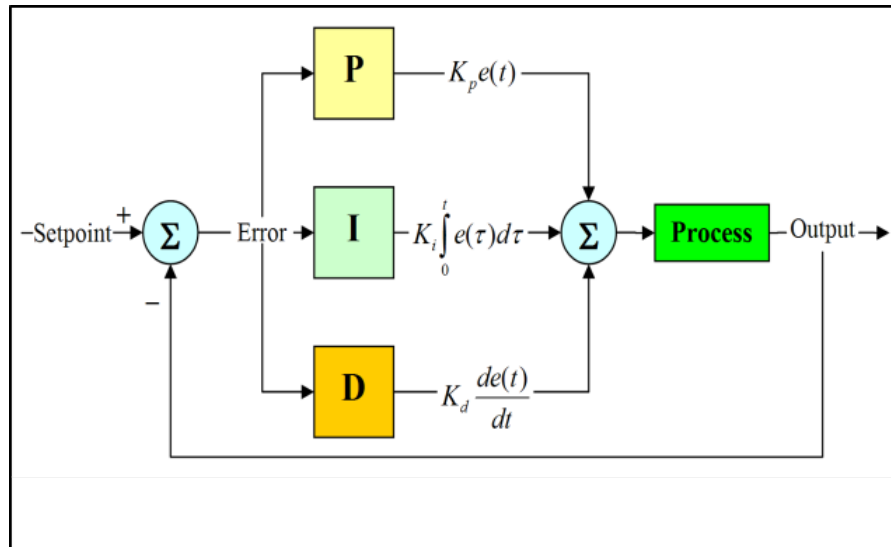 P
K_p e(t)
–Setpoint
+
Σ
–
Error
I
K_i ∫_0^t e(τ)dτ
Σ
Process
Output
D
K_d de(t)/dt